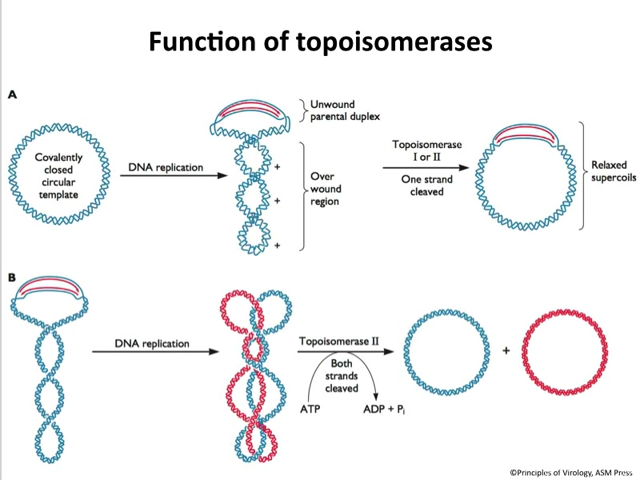 Function of topoisomerases
A
Covalently
closed
circular
template
DNA replication
Unwound
parental duplex
+
+
+
Over
wound
region
Topoisomerase
I or II
One strand
cleaved
Relaxed
supercoils
B
DNA replication
Topoisomerase II
Both
strands
cleaved
ATP
ADP + Pi
+
©Principles of Virology, ASM Press